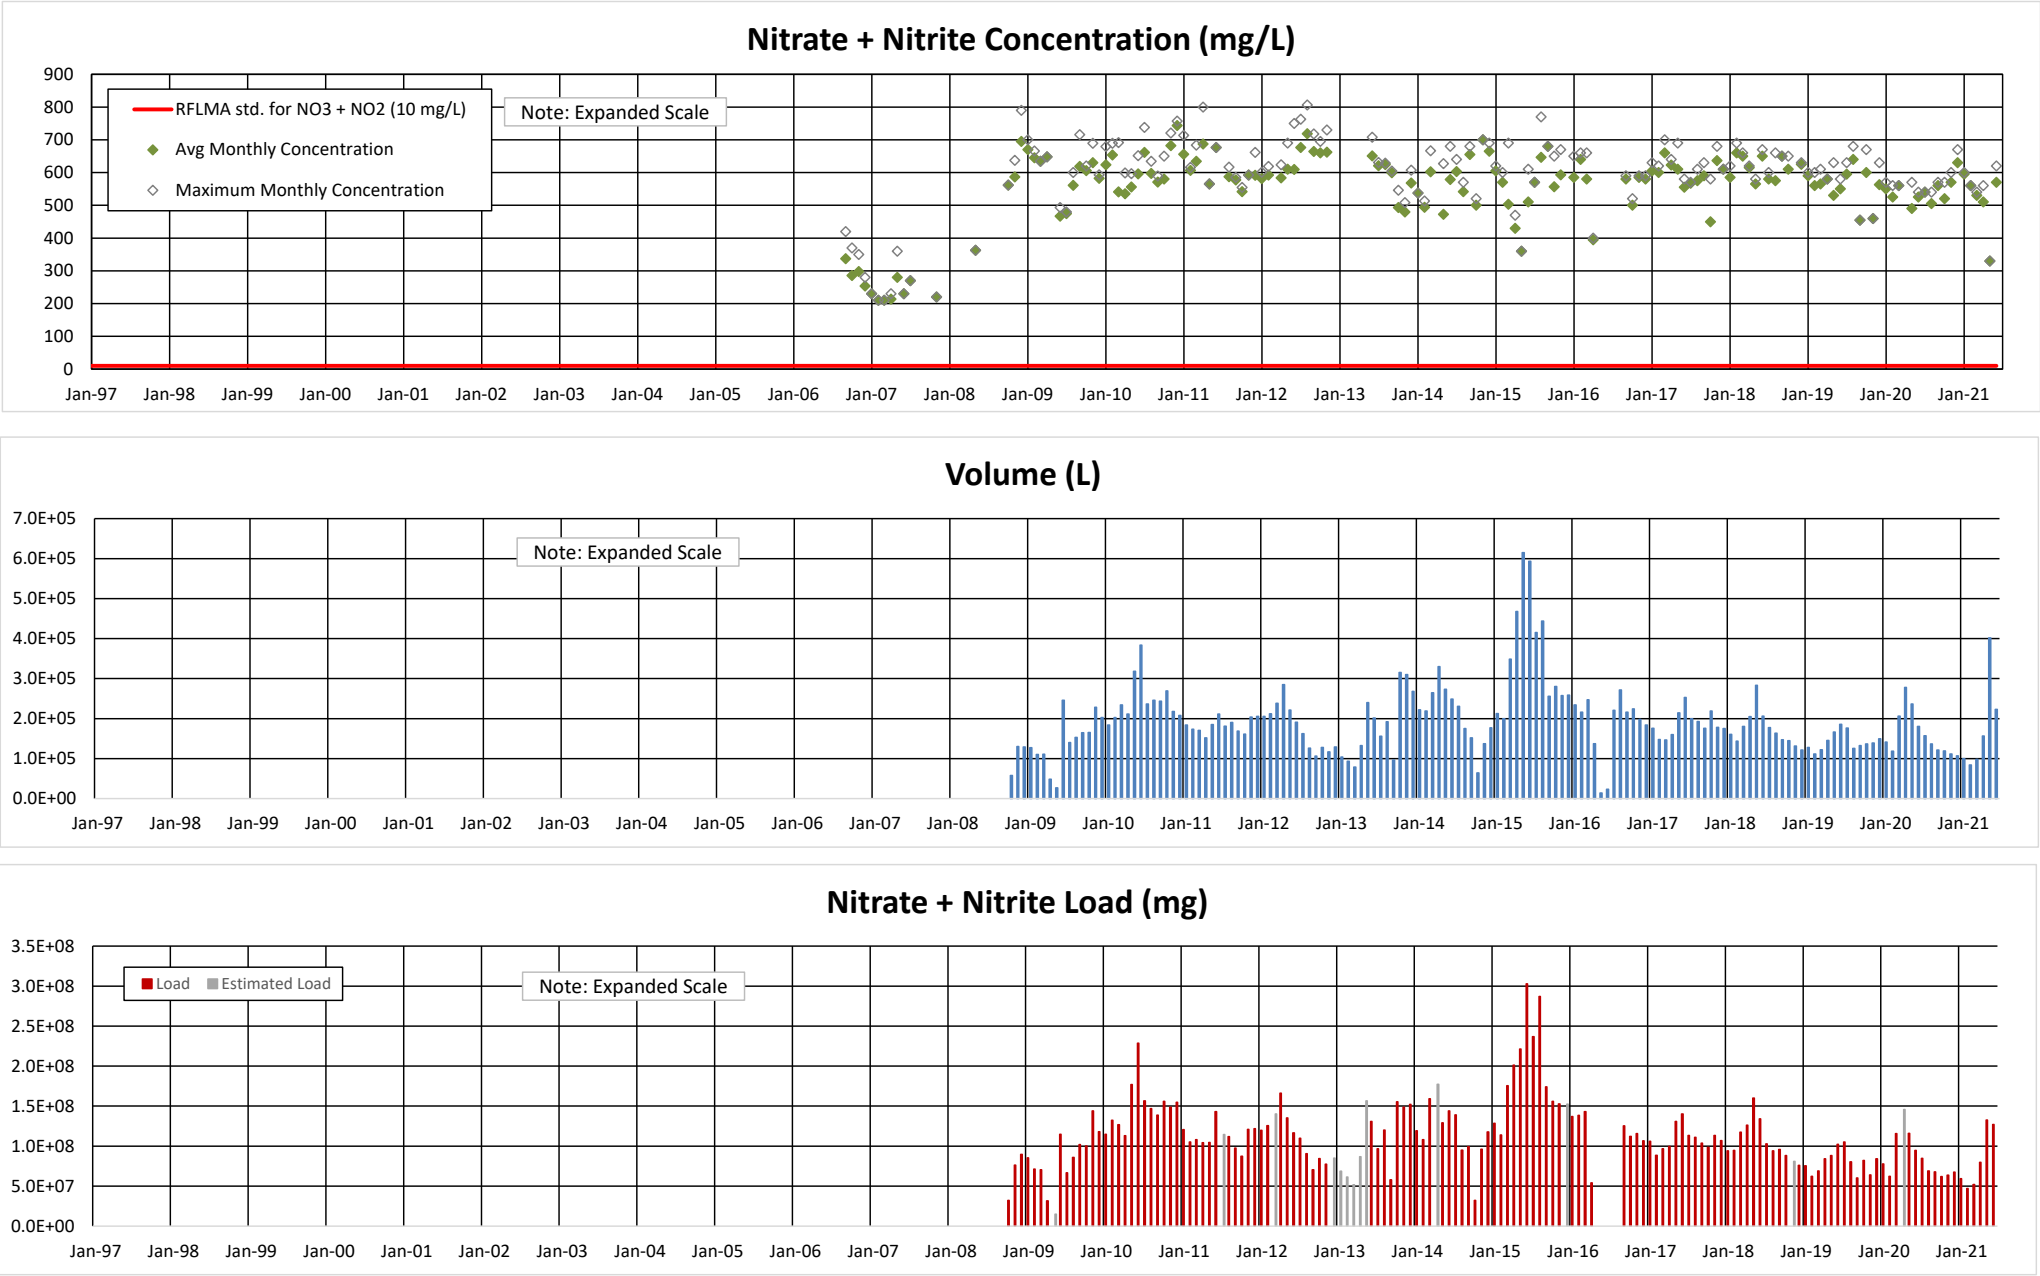 Nitrate + Nitrite Concentration (mg/L)
900
800
700
600
500
400
300
200
100
0
RFLMA std. for NO3 + NO2 (10 mg/L)
Avg Monthly Concentration
Maximum Monthly Concentration
Note: Expanded Scale
Jan-97 Jan-98 Jan-99 Jan-00 Jan-01 Jan-02 Jan-03 Jan-04 Jan-05 Jan-06 Jan-07 Jan-08 Jan-09 Jan-10 Jan-11 Jan-12 Jan-13 Jan-14 Jan-15 Jan-16 Jan-17 Jan-18 Jan-19 Jan-20 Jan-21
Volume (L)
7.0E+05
6.0E+05
5.0E+05
4.0E+05
3.0E+05
2.0E+05
1.0E+05
0.0E+00
Note: Expanded Scale
Jan-97 Jan-98 Jan-99 Jan-00 Jan-01 Jan-02 Jan-03 Jan-04 Jan-05 Jan-06 Jan-07 Jan-08 Jan-09 Jan-10 Jan-11 Jan-12 Jan-13 Jan-14 Jan-15 Jan-16 Jan-17 Jan-18 Jan-19 Jan-20 Jan-21
Nitrate + Nitrite Load (mg)
3.5E+08
3.0E+08
2.5E+08
2.0E+08
1.5E+08
1.0E+08
5.0E+07
0.0E+00
Load Estimated Load
Note: Expanded Scale
Jan-97 Jan-98 Jan-99 Jan-00 Jan-01 Jan-02 Jan-03 Jan-04 Jan-05 Jan-06 Jan-07 Jan-08 Jan-09 Jan-10 Jan-11 Jan-12 Jan-13 Jan-14 Jan-15 Jan-16 Jan-17 Jan-18 Jan-19 Jan-20 Jan-21